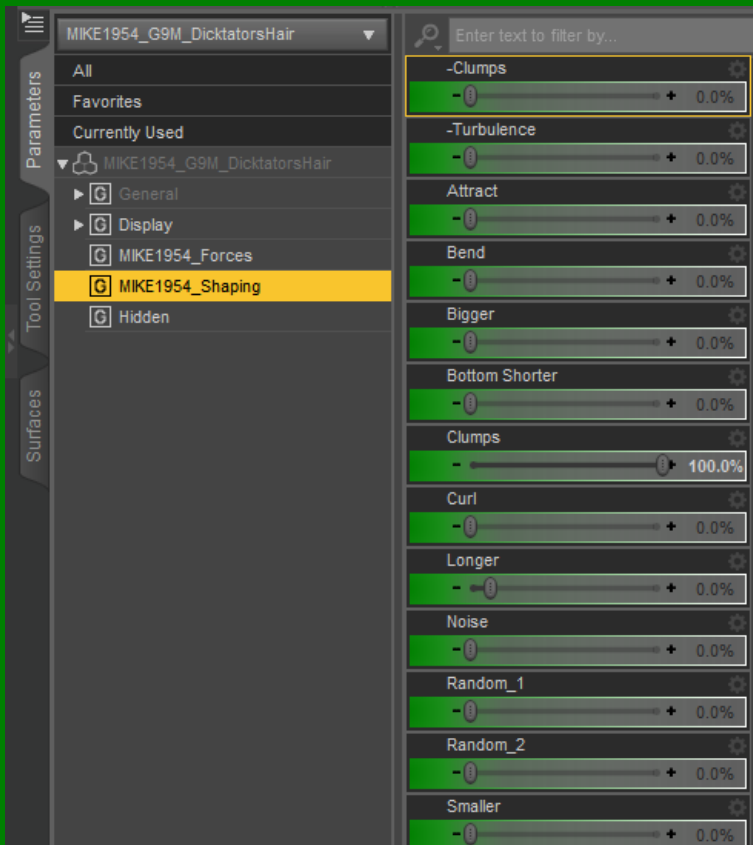 MIKE1954_G9M_DicktatorsHair
Enter text to filter by...
All
Favorites
Currently Used
MIKE1954_G9M_DicktatorsHair
General
Display
MIKE1954_Forces
MIKE1954_Shaping
Hidden
Parameters
Tool Settings
Surfaces
-Clumps
0.0%
-Turbulence
0.0%
Attract
0.0%
Bend
0.0%
Bigger
0.0%
Bottom Shorter
0.0%
Clumps
100.0%
Curl
0.0%
Longer
0.0%
Noise
0.0%
Random_1
0.0%
Random_2
0.0%
Smaller
0.0%